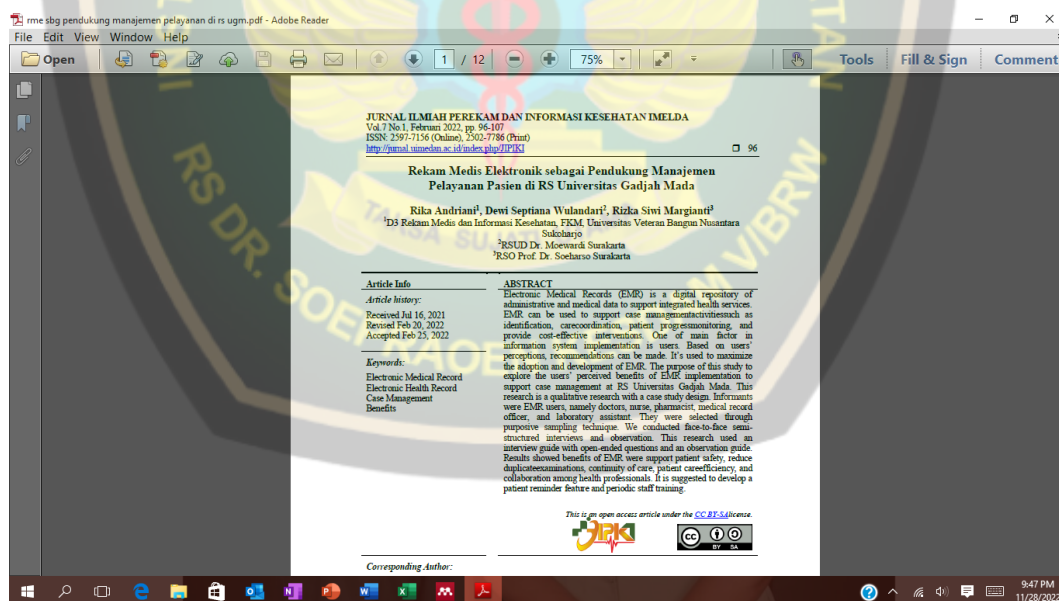 rme sbg pendukung manajemen pelayanan di rs ugm.pdf - Adobe Reader
File Edit View Window Help
Open 1 / 12 75% Tools Fill & Sign Comment
JURNAL ILMIAH PEREKAM DAN INFORMASI KESEHATAN IMELDA
Vol.7 No.1, Februari 2022, pp. 96-107
ISSN: 2597-7156 (Online), 2502-7786 (Print)
http://jurnal.uimedan.ac.id/index.php/JIPIKI 96
Rekam Medis Elektronik sebagai Pendukung Manajemen
Pelayanan Pasien di RS Universitas Gadjah Mada
Rika Andriani1, Dewi Septiana Wulandari2, Rizka Siwi Margianti3
1D3 Rekam Medis dan Informasi Kesehatan, FKM, Universitas Veteran Bangun Nusantara
Sukoharjo
2RSUD Dr. Moewardi Surakarta
3RSO Prof. Dr. Soeharso Surakarta
Article Info
Article history:
Received Jul 16, 2021
Revised Feb 20, 2022
Accepted Feb 25, 2022
Keywords:
Electronic Medical Record
Electronic Health Record
Case Management
Benefits
ABSTRACT
Electronic Medical Records (EMR) is a digital repository of
administrative and medical data to support integrated health services.
EMR can be used to support case managementactivitiessuch as
identification, carecoordination, patient progressmonitoring, and
provide cost-effective interventions. One of main factor in
information system implementation is users. Based on users'
perceptions, recommendations can be made. It's used to maximize
the adoption and development of EMR. The purpose of this study to
explore the users' perceived benefits of EMR implementation to
support case management at RS Universitas Gadjah Mada. This
research is a qualitative research with a case study design. Informants
were EMR users, namely doctors, nurse, pharmacist, medical record
officer, and laboratory assistant. They were selected through
purposive sampling technique. We conducted face-to-face semi-
structured interviews and observation. This research used an
interview guide with open-ended questions and an observation guide.
Results showed benefits of EMR were support patient safety, reduce
duplicateexaminations, continuity of care, patient careefficiency, and
collaboration among health professionals. It is suggested to develop a
patient reminder feature and periodic staff training.
This is an open access article under the CC BY-SAlicense.
JIPIKI
cc BY SA
Corresponding Author:
RS DR. SOEPRAOEN
9:47 PM
11/28/2022